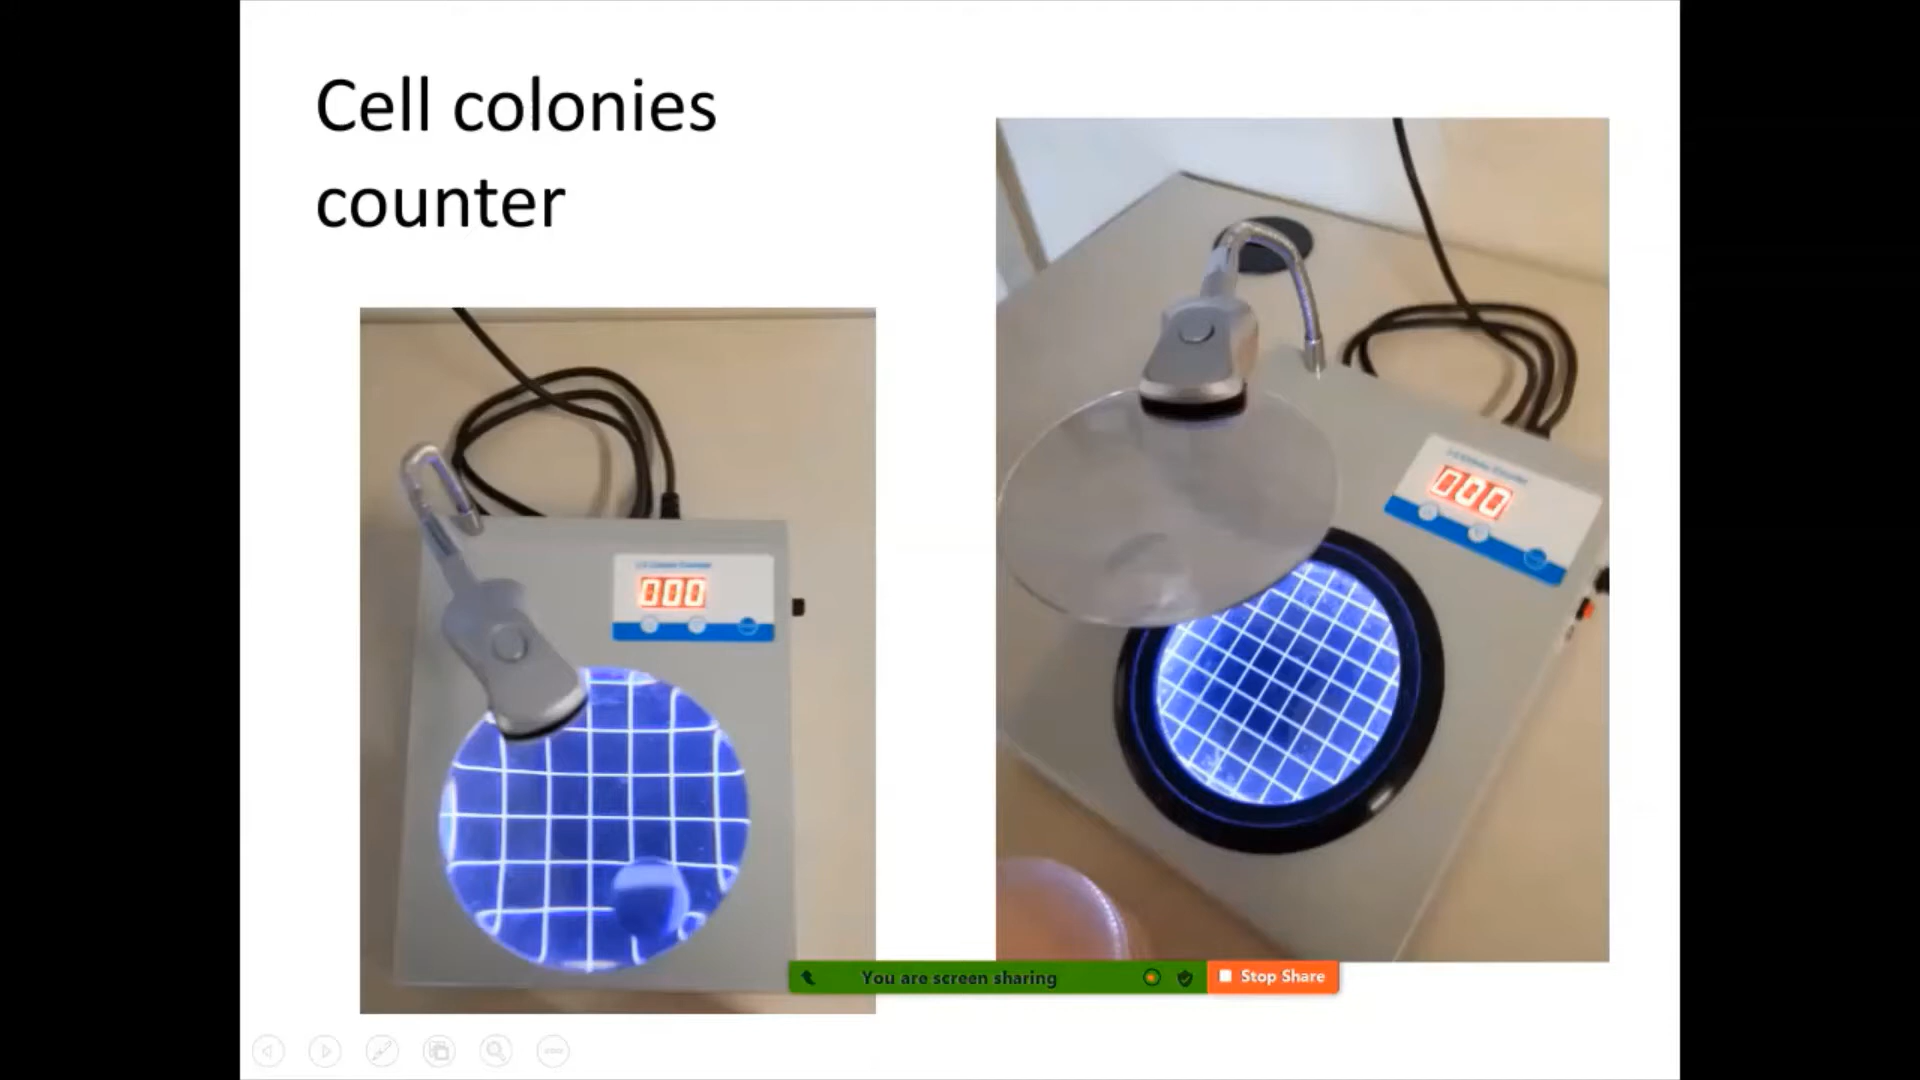 Cell colonies
counter
000
000
You are screen sharing
Stop Share